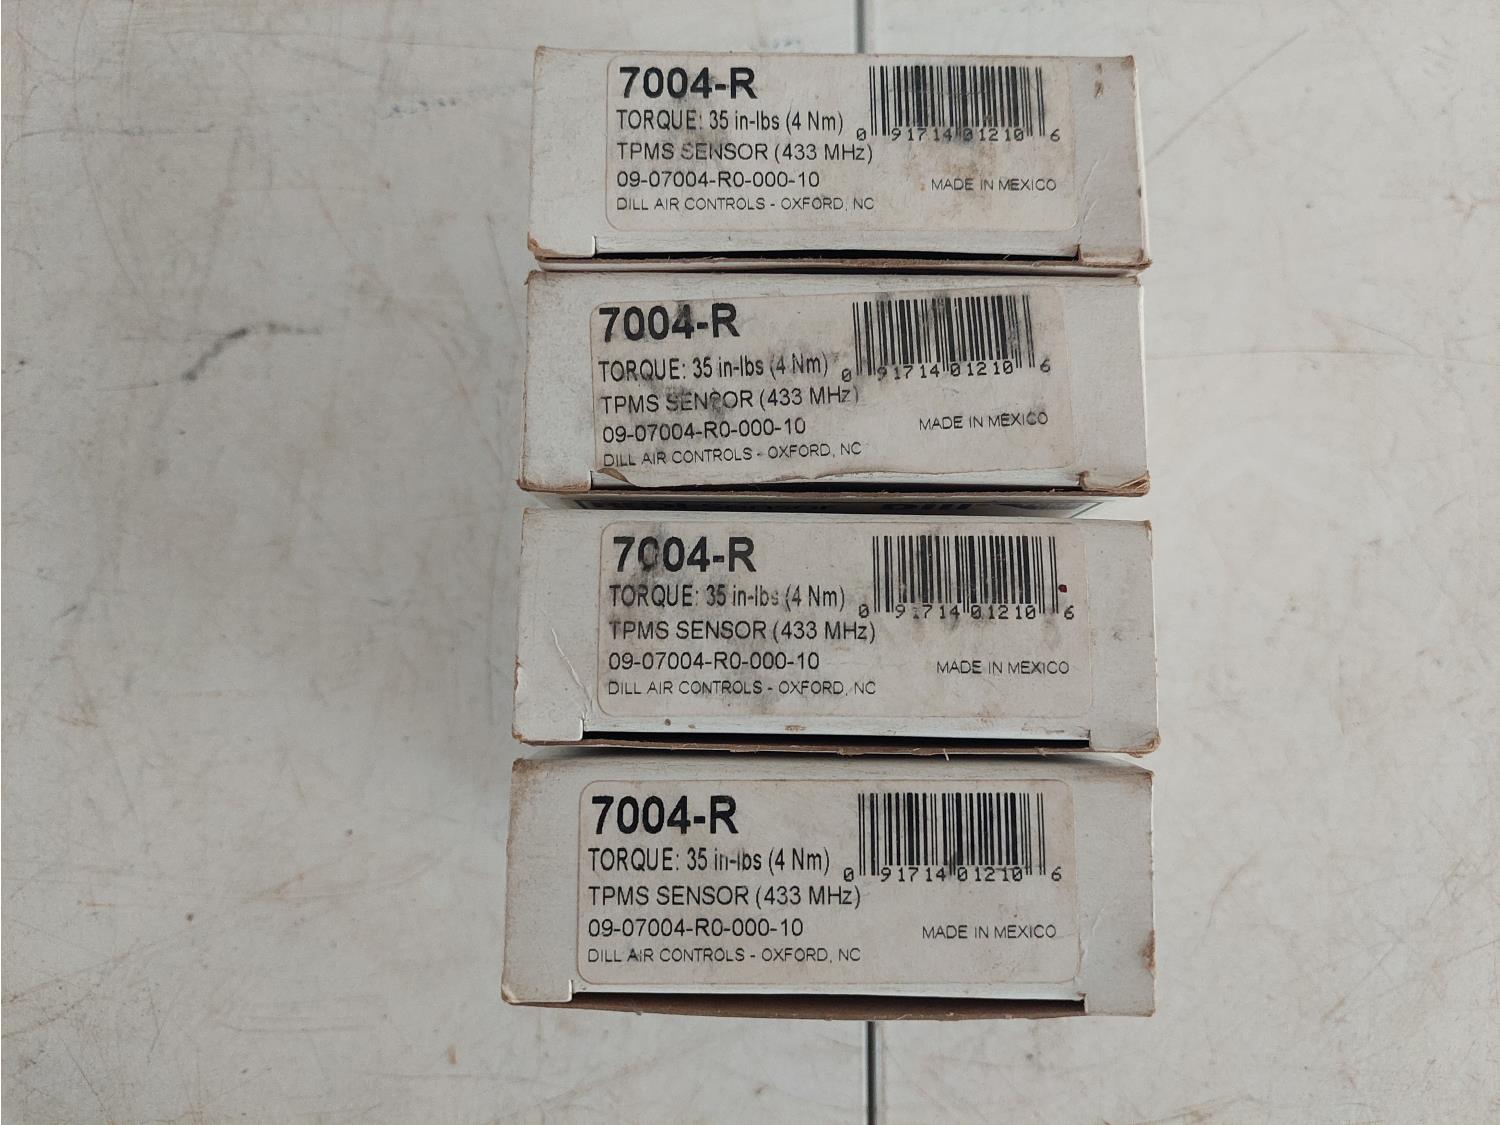 7004-R
TORQUE: 35 in-lbs (4 Nm)
0 91714 01210 6
TPMS SENSOR (433 MHz)
09-07004-R0-000-10
MADE IN MEXICO
DILL AIR CONTROLS - OXFORD, NC
7004-R
TORQUE: 35 in-lbs (4 Nm)
0 91714 01210 6
TPMS SENSOR (433 MHz)
09-07004-R0-000-10
MADE IN MEXICO
DILL AIR CONTROLS - OXFORD, NC
Dill
7004-R
TORQUE: 35 in-lbs (4 Nm)
0 91714 01210 6
TPMS SENSOR (433 MHz)
09-07004-R0-000-10
MADE IN MEXICO
DILL AIR CONTROLS - OXFORD, NC
7004-R
TORQUE: 35 in-lbs (4 Nm)
0 91714 01210 6
TPMS SENSOR (433 MHz)
09-07004-R0-000-10
MADE IN MEXICO
DILL AIR CONTROLS - OXFORD, NC